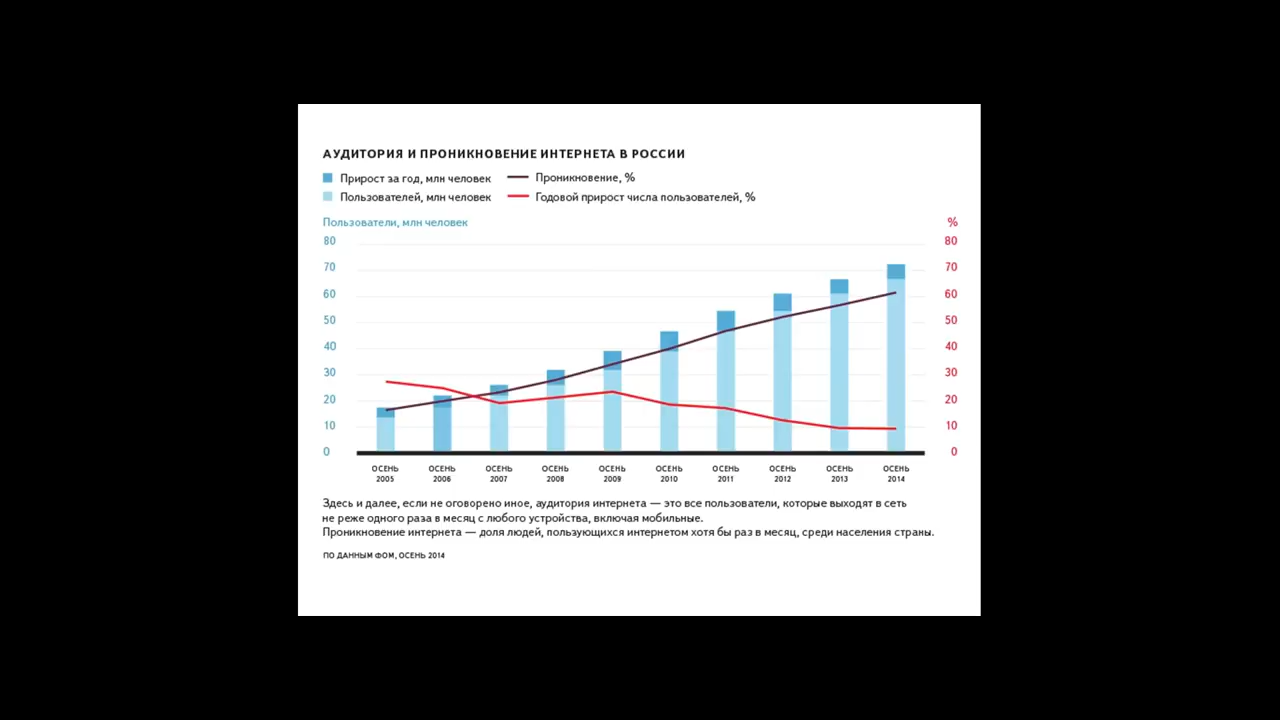 АУДИТОРИЯ И ПРОНИКНОВЕНИЕ ИНТЕРНЕТА В РОССИИ
Прирост за год, млн человек
Проникновение, %
Пользователей, млн человек
Годовой прирост числа пользователей, %
Пользователи, млн человек
%
80
80
70
70
60
60
50
50
40
40
30
30
20
20
10
10
0
0
ОСЕНЬ 2005
ОСЕНЬ 2006
ОСЕНЬ 2007
ОСЕНЬ 2008
ОСЕНЬ 2009
ОСЕНЬ 2010
ОСЕНЬ 2011
ОСЕНЬ 2012
ОСЕНЬ 2013
ОСЕНЬ 2014
Здесь и далее, если не оговорено иное, аудитория интернета — это все пользователи, которые выходят в сеть
не реже одного раза в месяц с любого устройства, включая мобильные.
Проникновение интернета — доля людей, пользующихся интернетом хотя бы раз в месяц, среди населения страны.
ПО ДАННЫМ ФОМ, ОСЕНЬ 2014